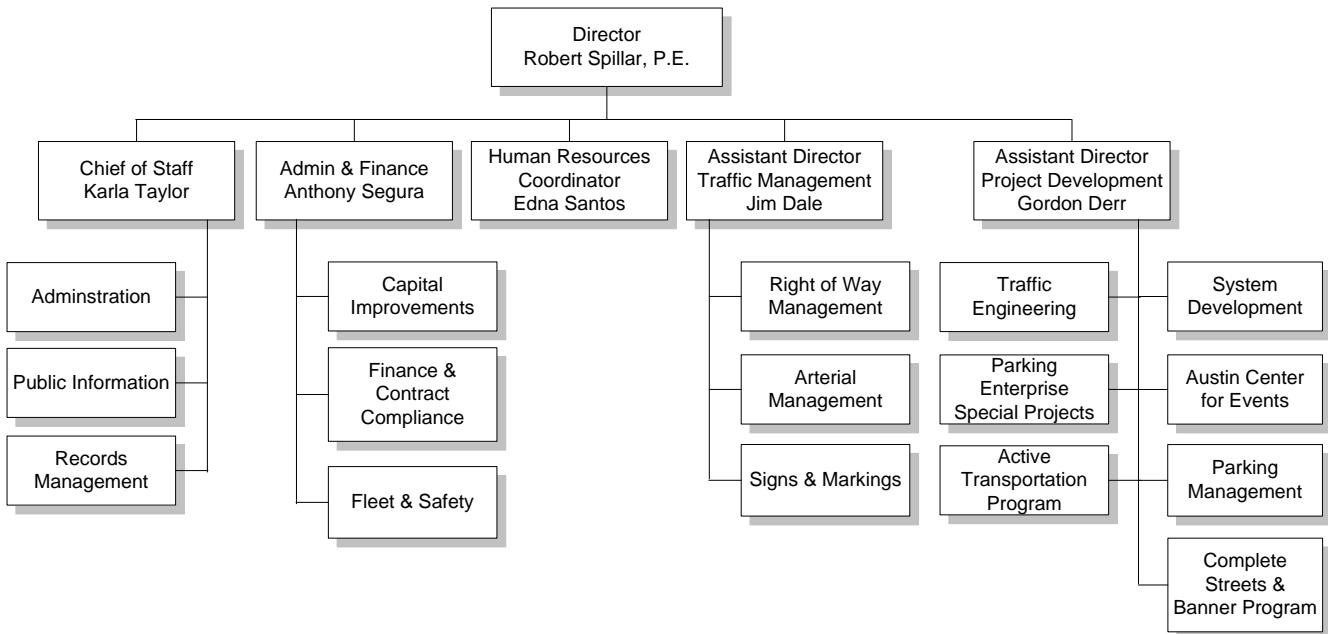 Director
Robert Spillar, P.E.
Chief of Staff
Karla Taylor
Admin & Finance
Anthony Segura
Human Resources
Coordinator
Edna Santos
Assistant Director
Traffic Management
Jim Dale
Assistant Director
Project Development
Gordon Derr
Adminstration
Public Information
Records
Management
Capital
Improvements
Finance &
Contract
Compliance
Fleet & Safety
Right of Way
Management
Arterial
Management
Signs & Markings
Traffic
Engineering
Parking
Enterprise
Special Projects
Active
Transportation
Program
System
Development
Austin Center
for Events
Parking
Management
Complete
Streets &
Banner Program